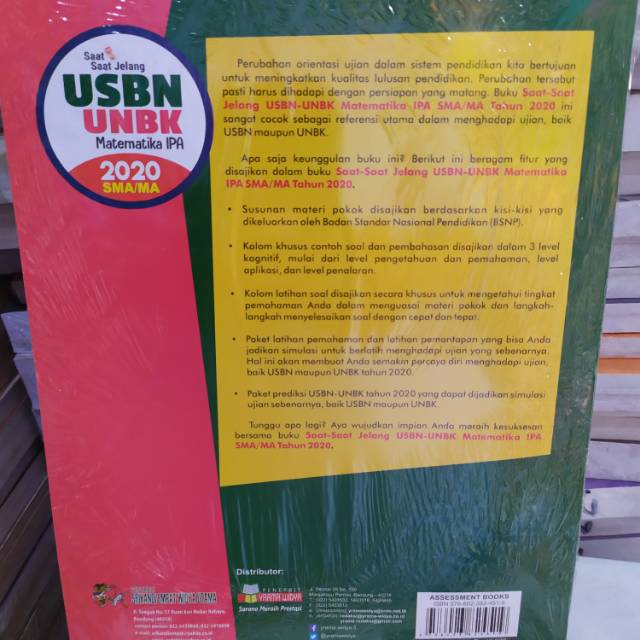 Saat
Saat Jelang
USBN
UNBK
Matematika IPA
2020
SMA/MA
Perubahan orientasi ujian dalam sistem pendidikan kita bertujuan
untuk meningkatkan kualitas lulusan pendidikan. Perubahan tersebut
pasti harus dihadapi dengan persiapan yang matang. Buku Saat-Saat
Jelang USBN-UNBK Matematika IPA SMA/MA Tahun 2020 ini
sangat cocok sebagai referensi utama dalam menghadapi ujian, baik
USBN maupun UNBK.
Apa saja keunggulan buku ini? Berikut ini beragam fitur yang
disajikan dalam buku Saat-Saat Jelang USBN-UNBK Matematika
IPA SMA/MA Tahun 2020.
• Susunan materi pokok disajikan berdasarkan kisi-kisi yang
dikeluarkan oleh Badan Standar Nasional Pendidikan (BSNP).
• Kolom khusus contoh soal dan pembahasan disajikan dalam 3 level
kognitif, mulai dari level pengetahuan dan pemahaman, level
aplikasi, dan level penalaran.
• Kolom latihan soal disajikan secara khusus untuk mengetahui tingkat
pemahaman Anda dalam menguasai materi pokok dan langkah-
langkah menyelesaikan soal dengan cepat dan tepat.
• Paket latihan pemahaman dan latihan pemantapan yang bisa Anda
jadikan simulasi untuk berlatih menghadapi ujian yang sebenarnya.
Hal ini akan membuat Anda semakin percaya diri menghadapi ujian,
baik USBN maupun UNBK tahun 2020.
• Paket prediksi USBN-UNBK tahun 2020 yang dapat dijadikan simulasi
ujian sebenarnya, baik USBN maupun UNBK.
Tunggu apa lagi? Ayo wujudkan impian Anda meraih kesuksesan
bersama buku Saat-Saat Jelang USBN-UNBK Matematika IPA
SMA/MA Tahun 2020.
Distributor:
PENERBIT
YRAMA WIDYA
Sarana Meraih Prestasi
Bandung
yrama widya
ASSESSMENT BOOKS